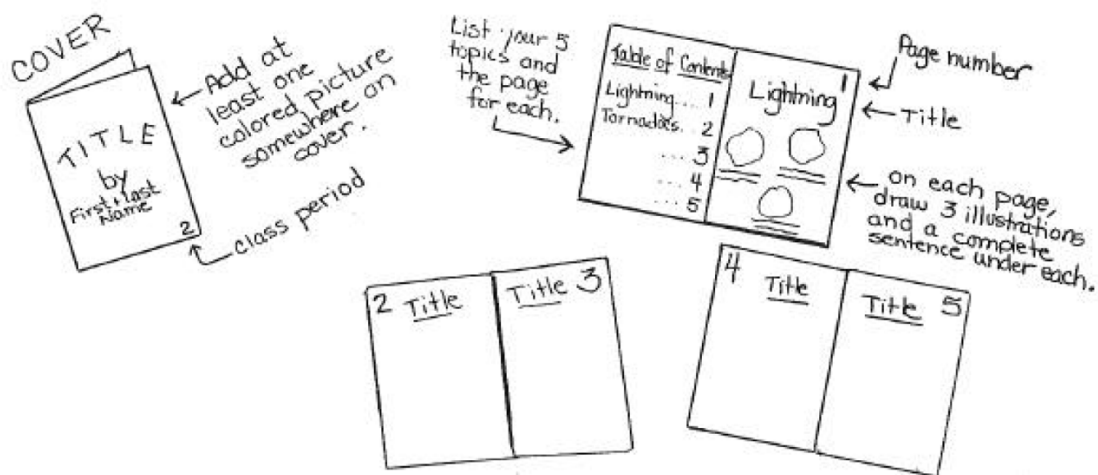 COVER
TITLE
by
First + Last
Name
2
Add at
least one
colored picture
somewhere on
cover.
class period
List your 5
topics and
the page
for each.
Table of Contents
Lightning.... 1
Tornadoes.. 2
... 3
... 4
... 5
1
Lightning
Page number
Title
on each page,
draw 3 illustrations
and a complete
sentence under each.
2 Title
Title 3
4 Title
Title 5